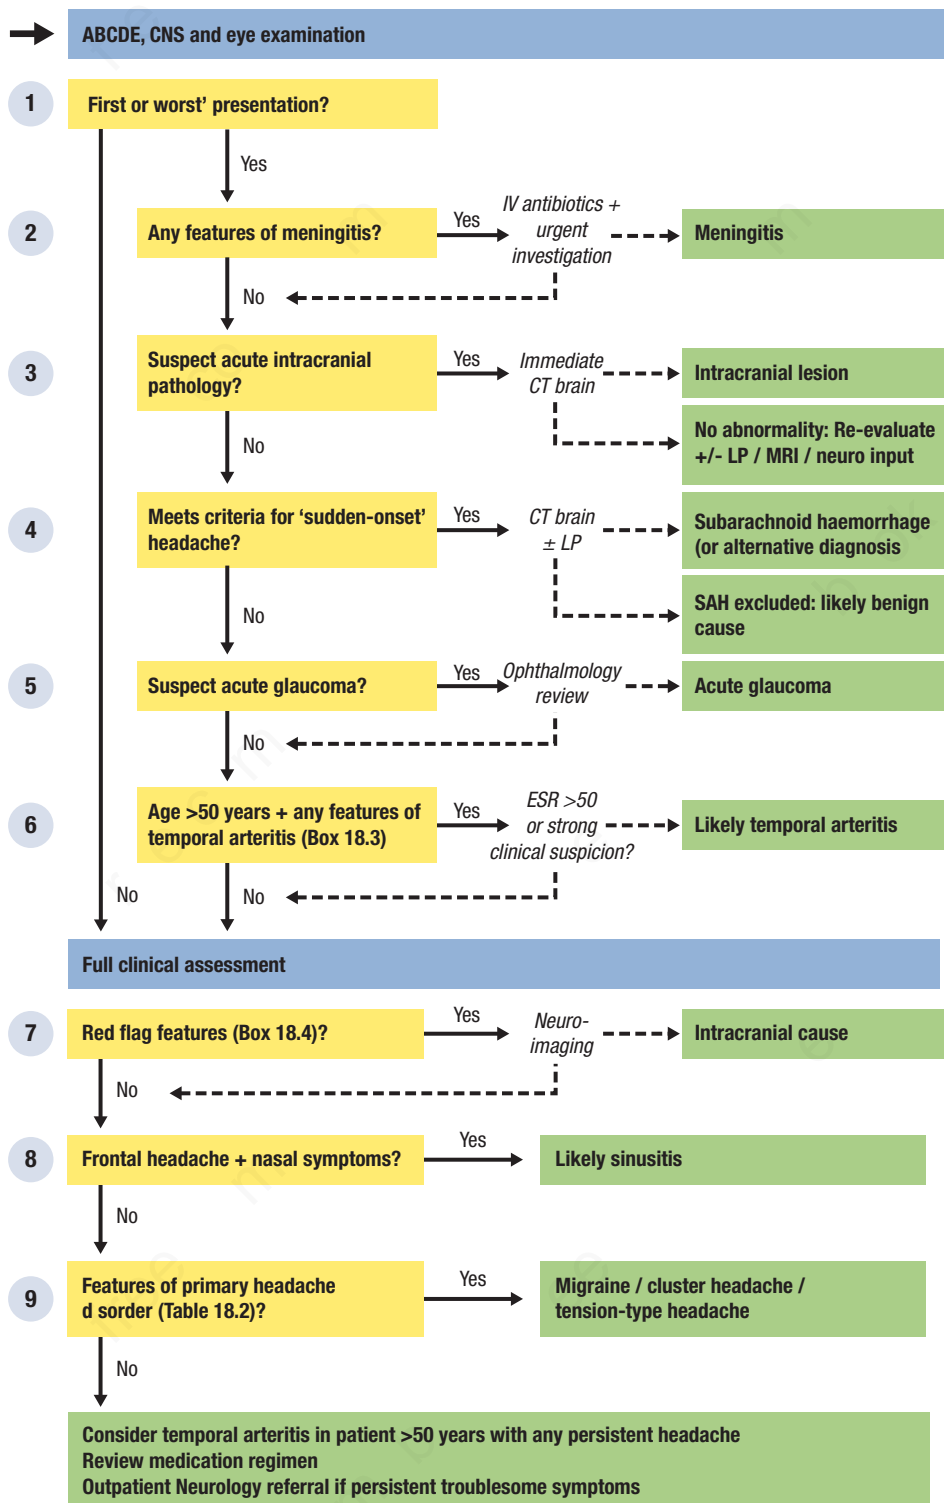 ABCDE, CNS and eye examination
1
First or worst’ presentation?
Yes
2
Any features of meningitis?
Yes
IV antibiotics +
urgent
investigation
Meningitis
No
3
Suspect acute intracranial
pathology?
Yes
Immediate
CT brain
Intracranial lesion
No abnormality: Re-evaluate
+/- LP / MRI / neuro input
No
4
Meets criteria for ‘sudden-onset’
headache?
Yes
CT brain
± LP
Subarachnoid haemorrhage
(or alternative diagnosis
SAH excluded: likely benign
cause
No
5
Suspect acute glaucoma?
Yes
Ophthalmology
review
Acute glaucoma
No
6
Age >50 years + any features of
temporal arteritis (Box 18.3)
Yes
ESR >50
or strong
clinical suspicion?
Likely temporal arteritis
No
No
Full clinical assessment
7
Red flag features (Box 18.4)?
Yes
Neuro-
imaging
Intracranial cause
No
8
Frontal headache + nasal symptoms?
Yes
Likely sinusitis
No
9
Features of primary headache
d sorder (Table 18.2)?
Yes
Migraine / cluster headache /
tension-type headache
No
Consider temporal arteritis in patient >50 years with any persistent headache
Review medication regimen
Outpatient Neurology referral if persistent troublesome symptoms